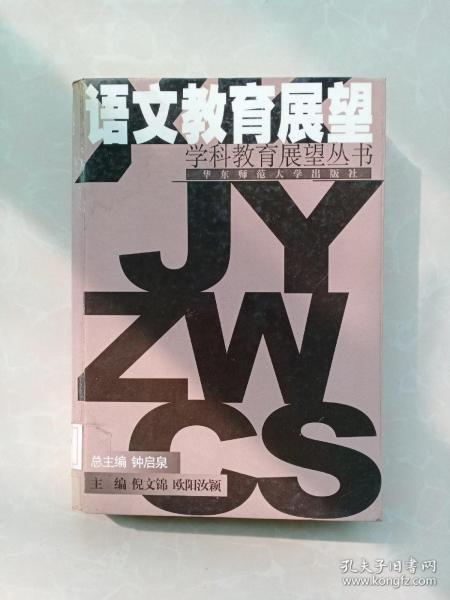 语文教育展望
学科教育展望丛书
华东师范大学出版社
JY
ZW
CS
总主编 钟启泉
主 编 倪文锦 欧阳汝颖
孔夫子旧书网
www.kongfz.com